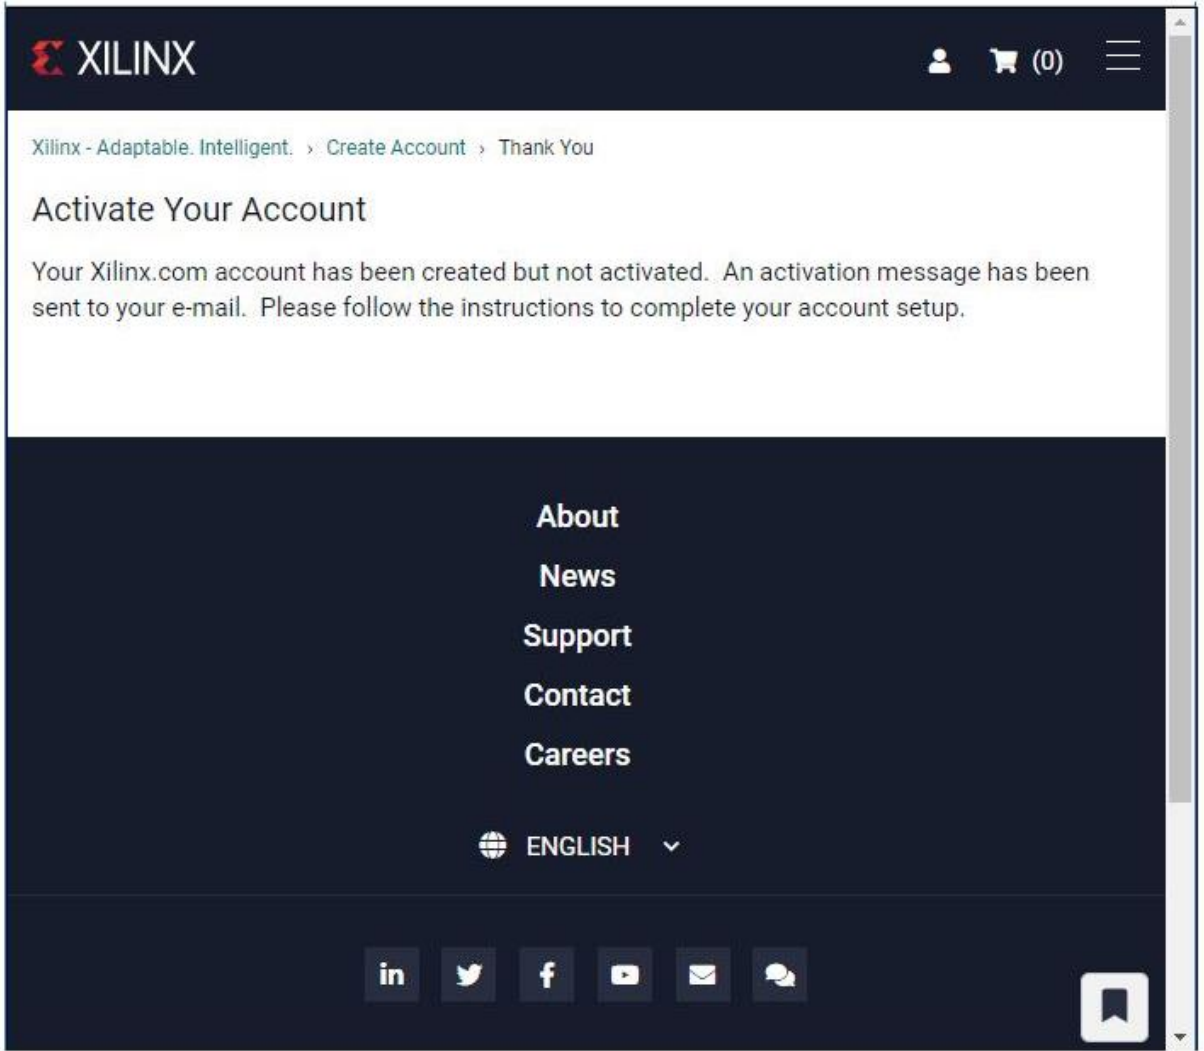 XILINX
(0)
Xilinx - Adaptable. Intelligent. › Create Account › Thank You
Activate Your Account
Your Xilinx.com account has been created but not activated.  An activation message has been
sent to your e-mail.  Please follow the instructions to complete your account setup.
About
News
Support
Contact
Careers
ENGLISH